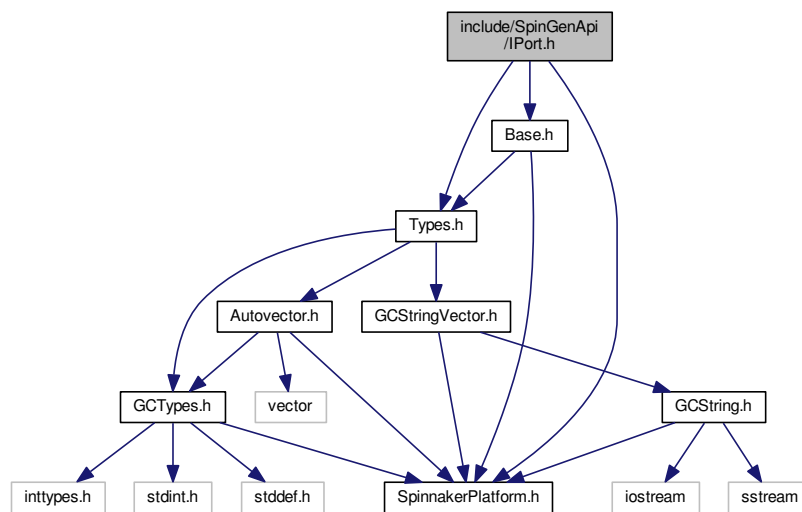 include/SpinGenApi
/IPort.h
Base.h
Types.h
Autovector.h
GCStringVector.h
GCTypes.h
vector
GCString.h
inttypes.h
stdint.h
stddef.h
SpinnakerPlatform.h
iostream
sstream